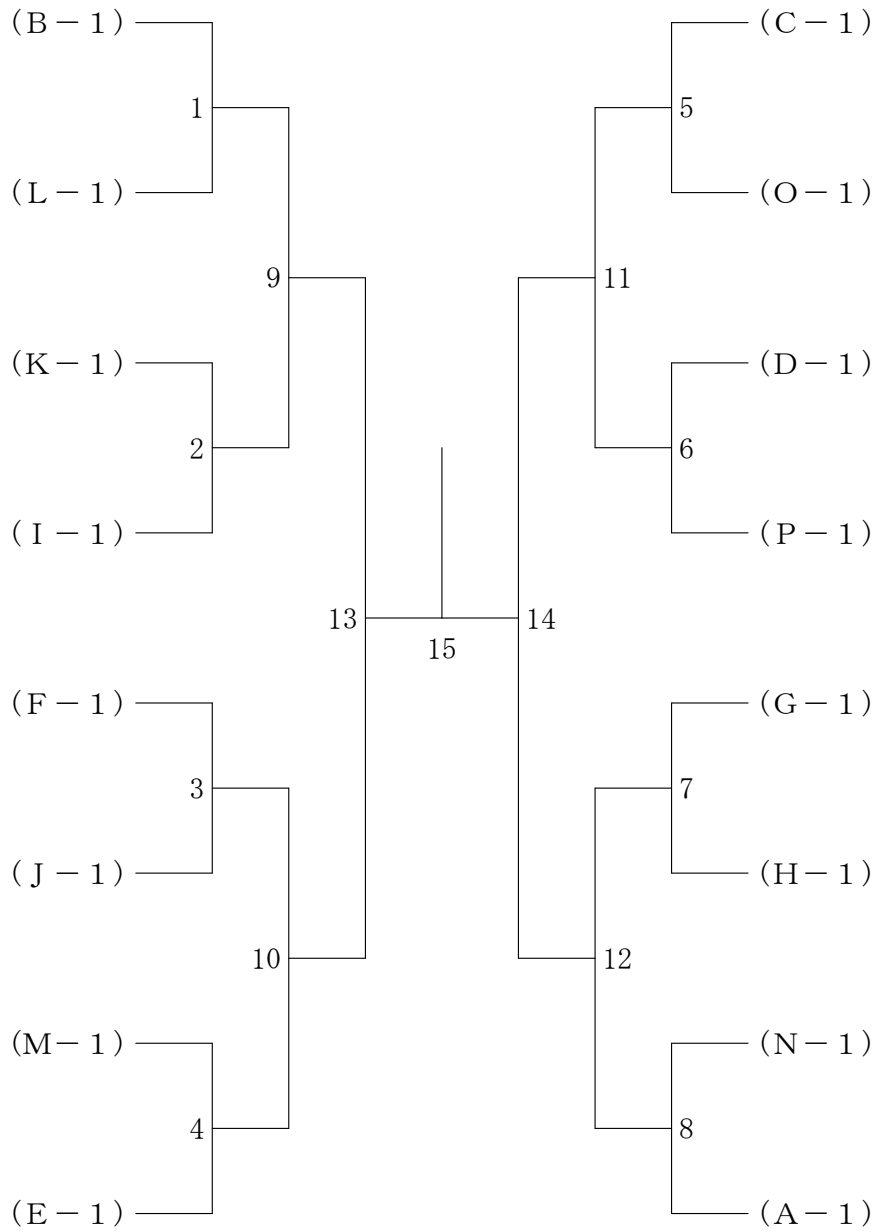 (B－1) (C－1)
1 5
(L－1) (O－1)
9 11
(K－1) (D－1)
2 6
(I－1) (P－1)
13 14
15
(F－1) (G－1)
3 7
(J－1) (H－1)
10 12
(M－1) (N－1)
4 8
(E－1) (A－1)